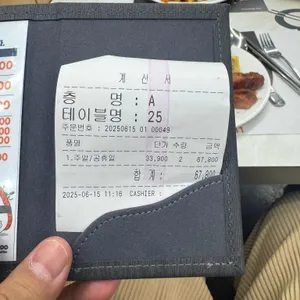 계 산 서
층 명 : A
테이블명 : 25
주문번호 : 20250615 01 00049
품명 단가 수량 금액
1.주말/공휴일 33,900 2 67,800
합 계 : 67,800
2025-06-15 11:16 CASHIER :